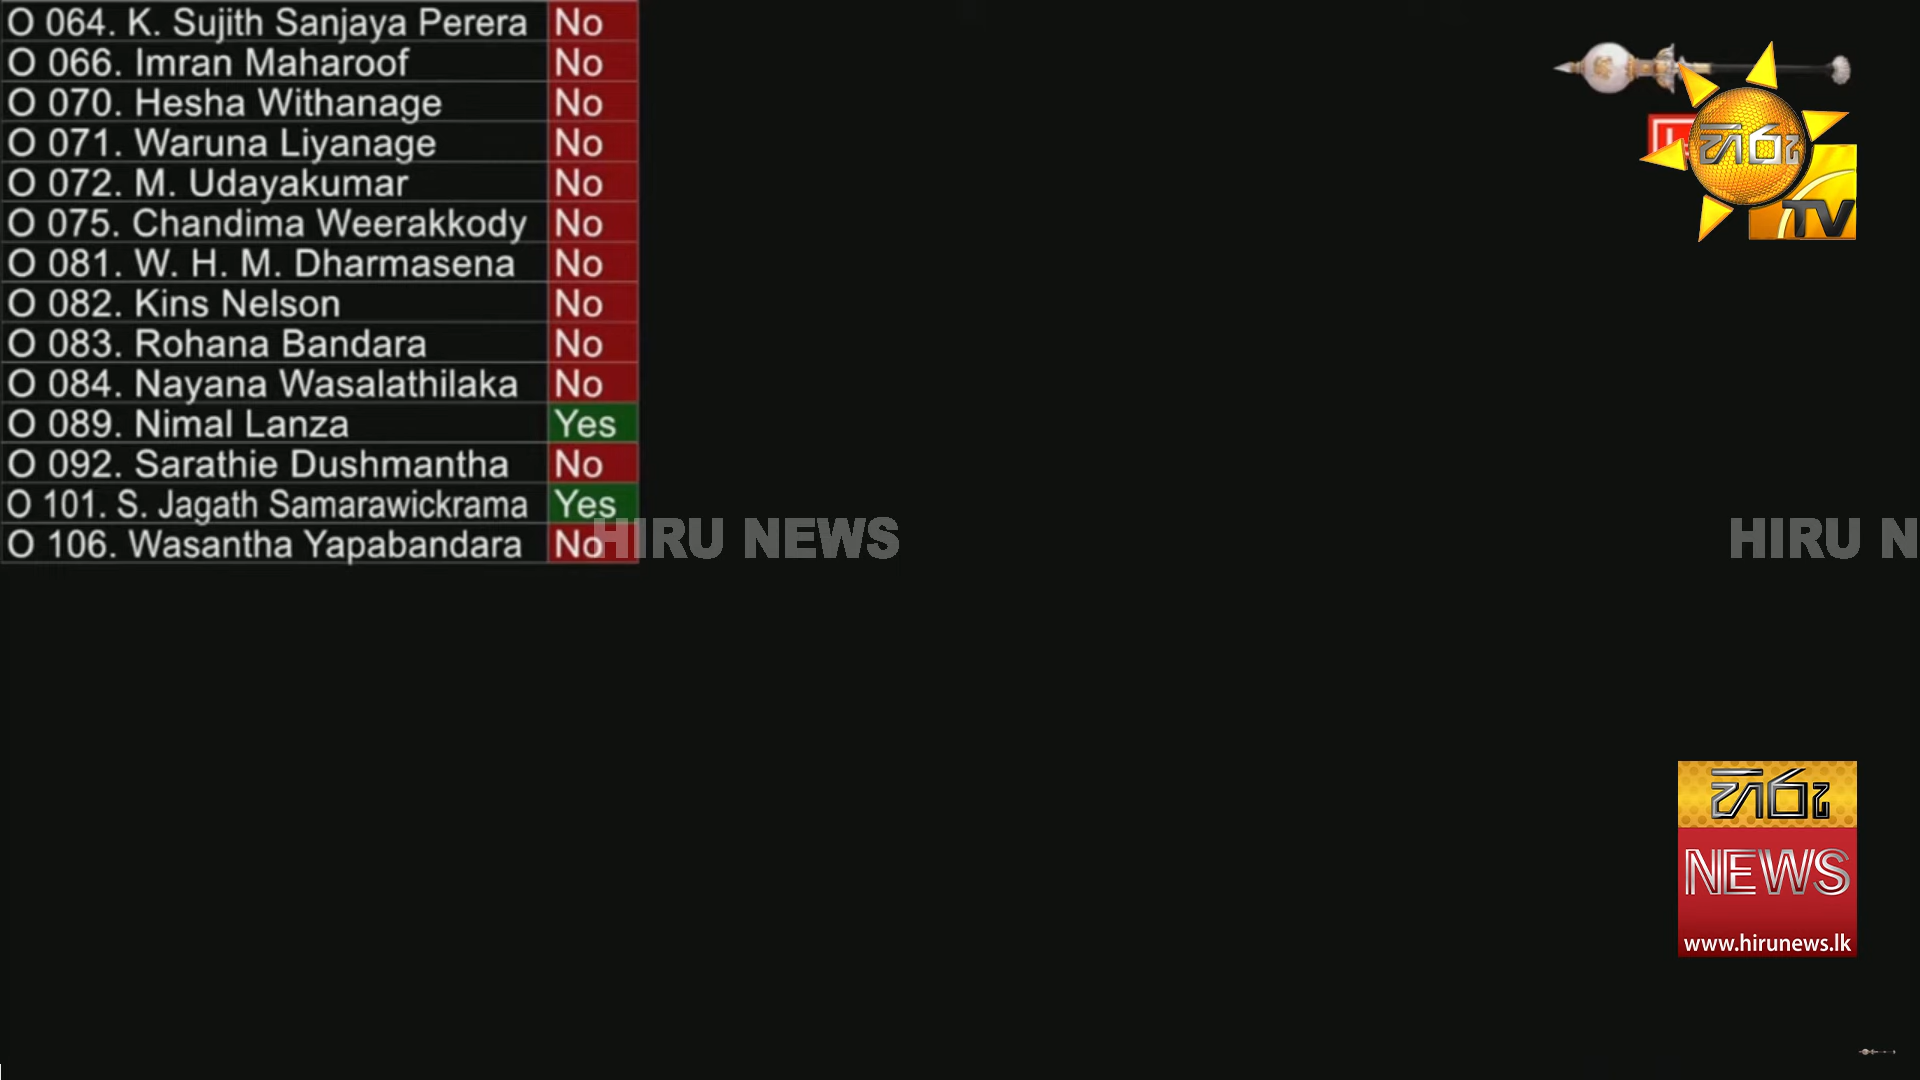 O 064. K. Sujith Sanjaya Perera No
O 066. Imran Maharoof No
O 070. Hesha Withanage No
O 071. Waruna Liyanage No
O 072. M. Udayakumar No
O 075. Chandima Weerakkody No
O 081. W. H. M. Dharmasena No
O 082. Kins Nelson No
O 083. Rohana Bandara No
O 084. Nayana Wasalathilaka No
O 089. Nimal Lanza Yes
O 092. Sarathie Dushmantha No
O 101. S. Jagath Samarawickrama Yes
O 106. Wasantha Yapabandara No
හිරු
TV
HIRU NEWS
HIRU N
හිරු
NEWS
www.hirunews.lk